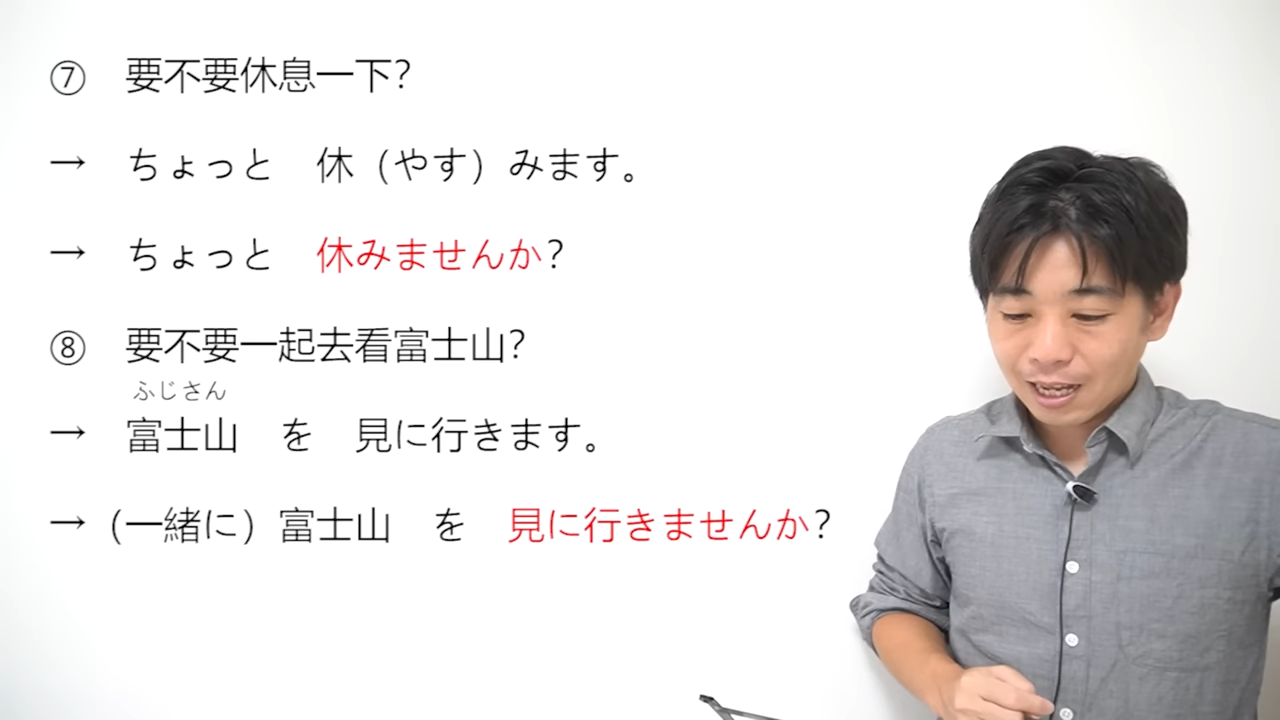 ⑦ 要不要休息一下?
→ ちょっと 休（やす）みます。
→ ちょっと 休みませんか?
⑧ 要不要一起去看富士山?
ふじさん
→ 富士山 を 見に行きます。
→ (一緒に) 富士山 を 見に行きませんか?